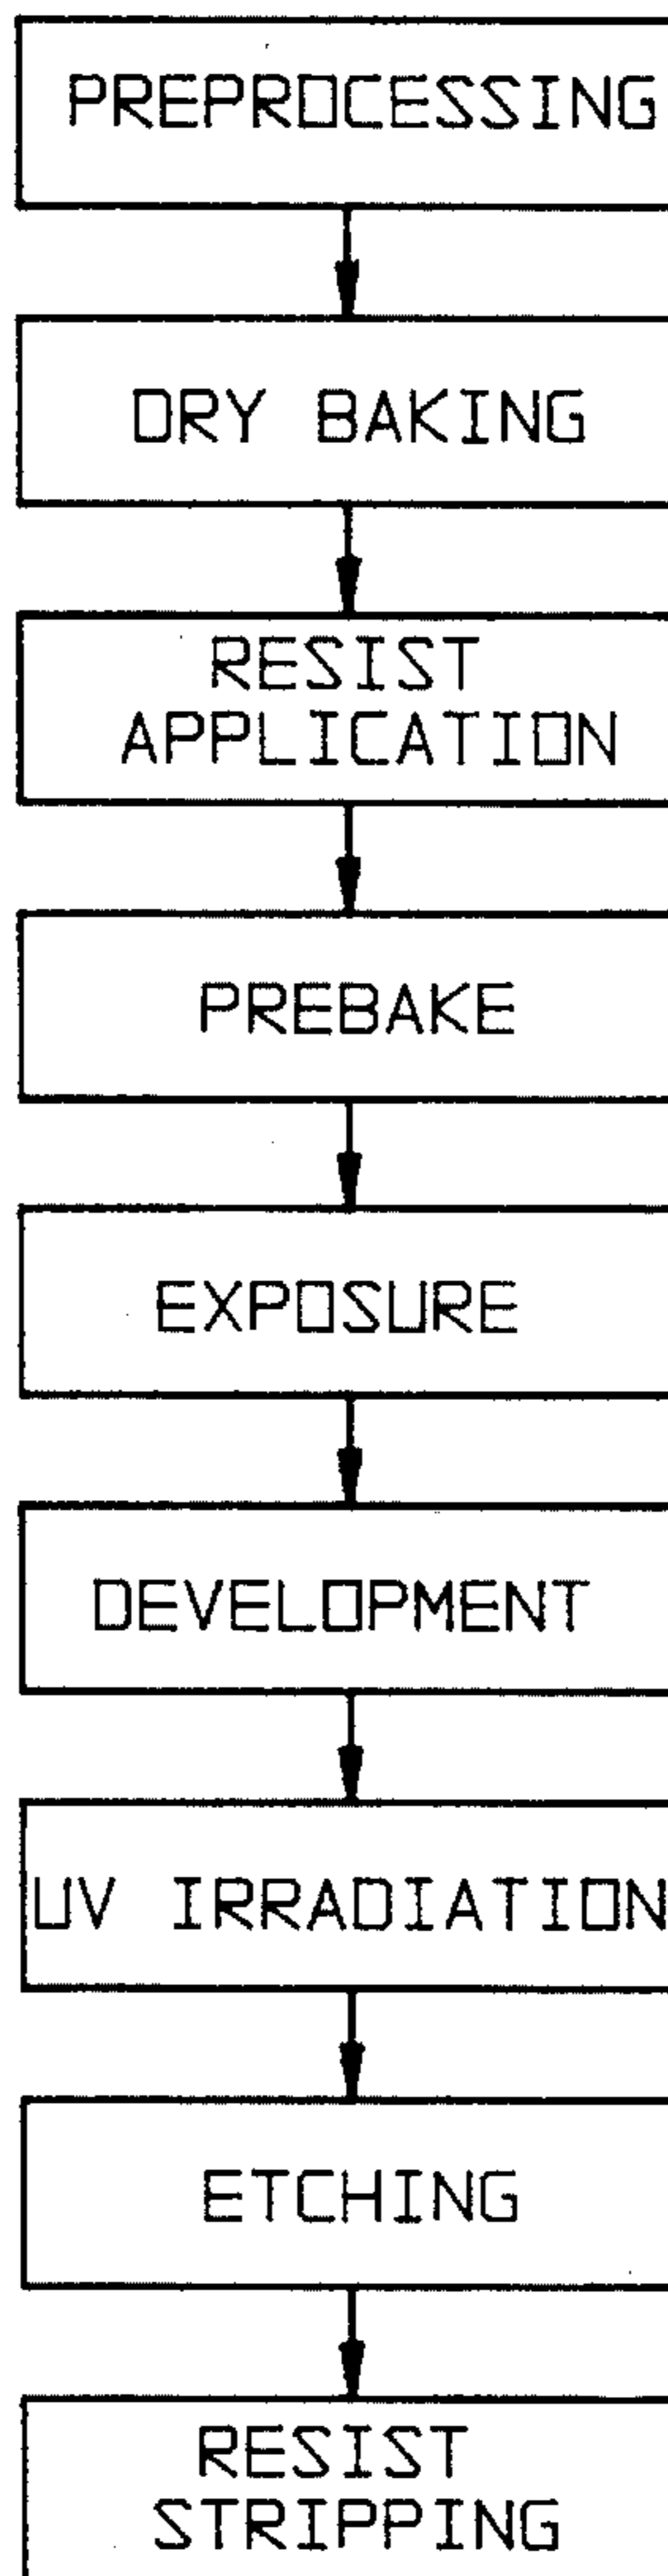 PREPROCESSING
DRY BAKING
RESIST
APPLICATION
PREBAKE
EXPOSURE
DEVELOPMENT
UV IRRADIATION
ETCHING
RESIST
STRIPPING